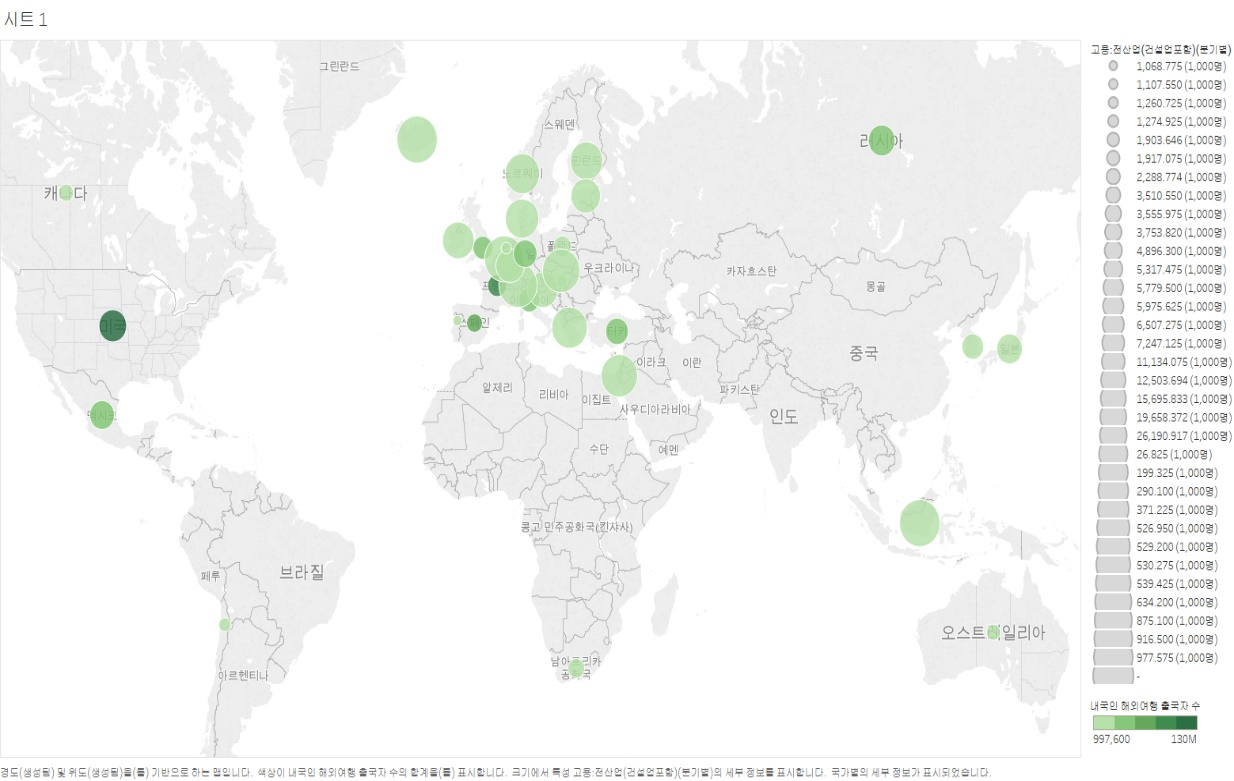 시트 1
고용:전산업(건설업포함)(분기별)
1,068.775 (1,000명)
1,107.550 (1,000명)
1,260.725 (1,000명)
1,274.925 (1,000명)
1,903.646 (1,000명)
1,917.075 (1,000명)
2,288.774 (1,000명)
3,510.550 (1,000명)
3,555.975 (1,000명)
3,753.820 (1,000명)
4,896.300 (1,000명)
5,317.475 (1,000명)
5,779.500 (1,000명)
5,975.625 (1,000명)
6,507.275 (1,000명)
7,247.125 (1,000명)
11,134.075 (1,000명)
12,503.694 (1,000명)
15,695.833 (1,000명)
19,658.372 (1,000명)
26,190.917 (1,000명)
26.825 (1,000명)
199.325 (1,000명)
290.100 (1,000명)
371.225 (1,000명)
526.950 (1,000명)
529.200 (1,000명)
530.275 (1,000명)
539.425 (1,000명)
634.200 (1,000명)
875.100 (1,000명)
916.500 (1,000명)
977.575 (1,000명)
-
내국인 해외여행 출국자 수
997,600 130M
그린란드
스웨덴
러시아
핀란드
노르웨이
캐나다
폴란드
우크라이나
카자흐스탄
몽골
미국
스페인
터키
일본
중국
이라크
이란
알제리
리비아
이집트
파키스탄
사우디아라비아
인도
멕시코
수단
예멘
콩고 민주공화국(킨샤사)
브라질
페루
오스트레일리아
남아프리카
공화국
아르헨티나
경도(생성됨) 및 위도(생성됨)을(를) 기반으로 하는 맵입니다. 색상이 내국인 해외여행 출국자 수의 합계을(를) 표시합니다. 크기에서 특성 고용:전산업(건설업포함)(분기별)의 세부 정보를 표시합니다. 국가별의 세부 정보가 표시되었습니다.